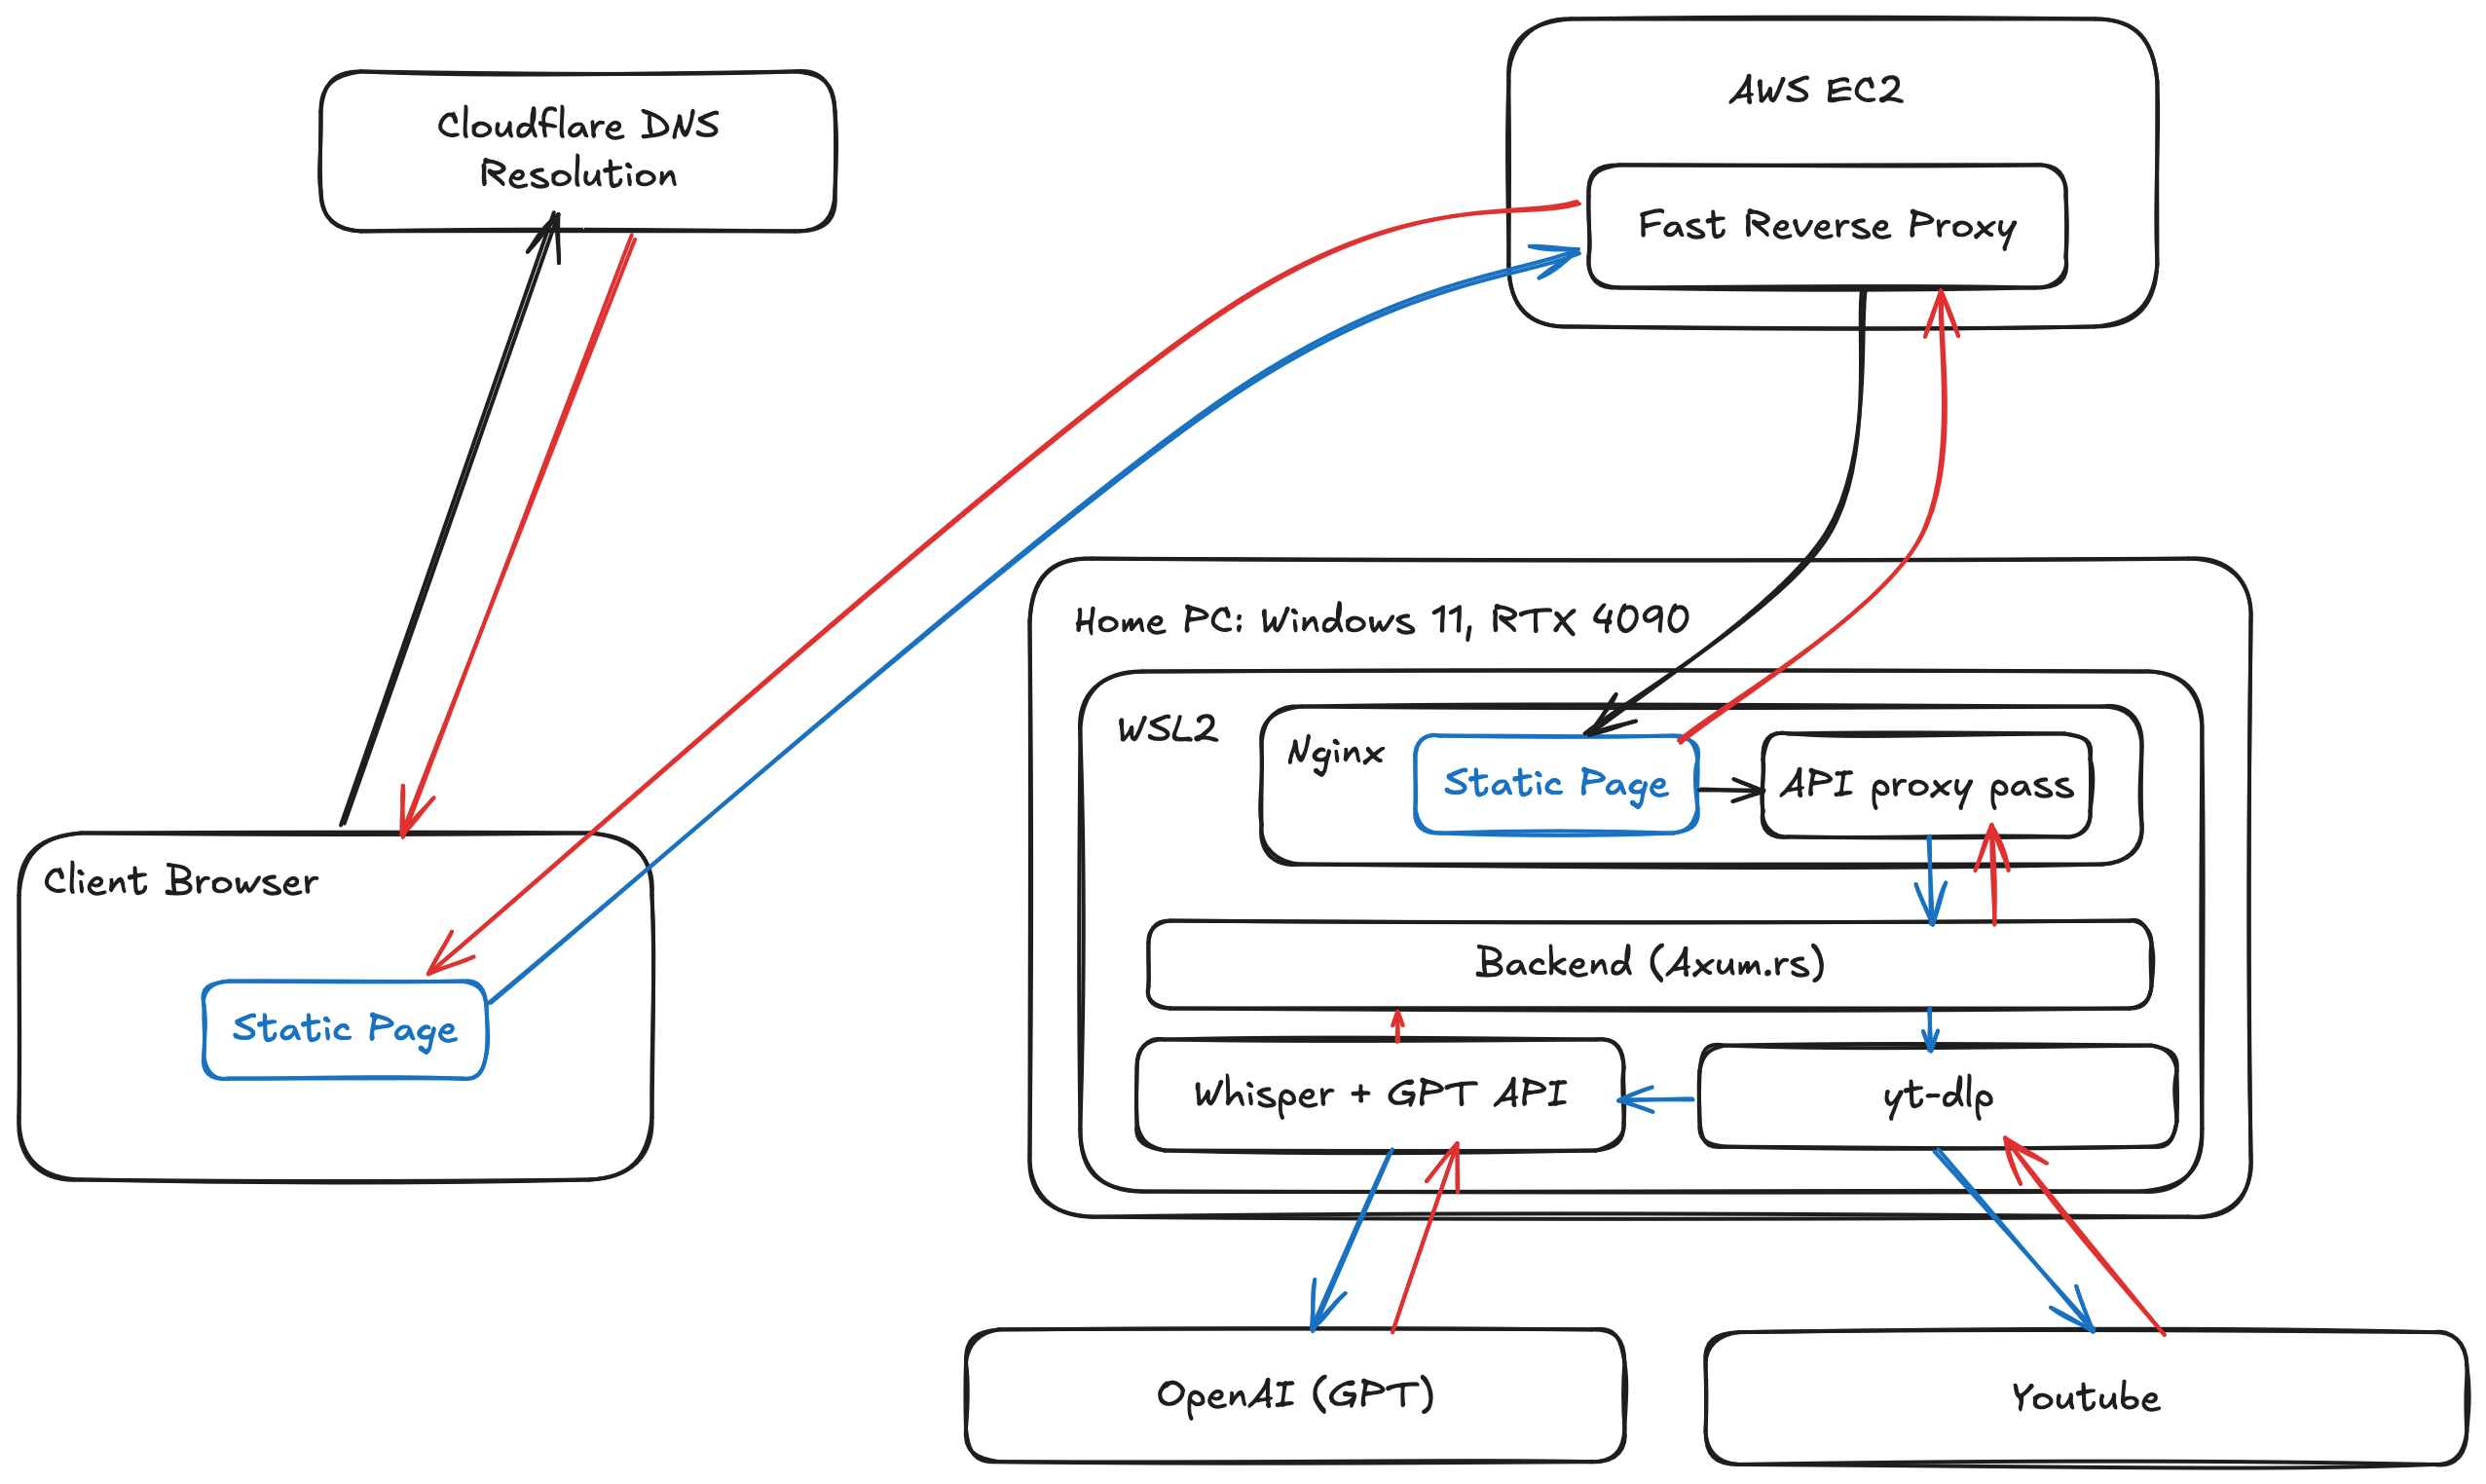 Cloudflare DNS
Resolution
AWS EC2
Fast Reverse Proxy
Home PC: Windows 11, RTX 4090
WSL2
Nginx
Static Page
API proxy pass
Client Browser
Static Page
Backend (Axum.rs)
Whisper + GPT API
yt-dlp
OpenAI (GPT)
Youtube